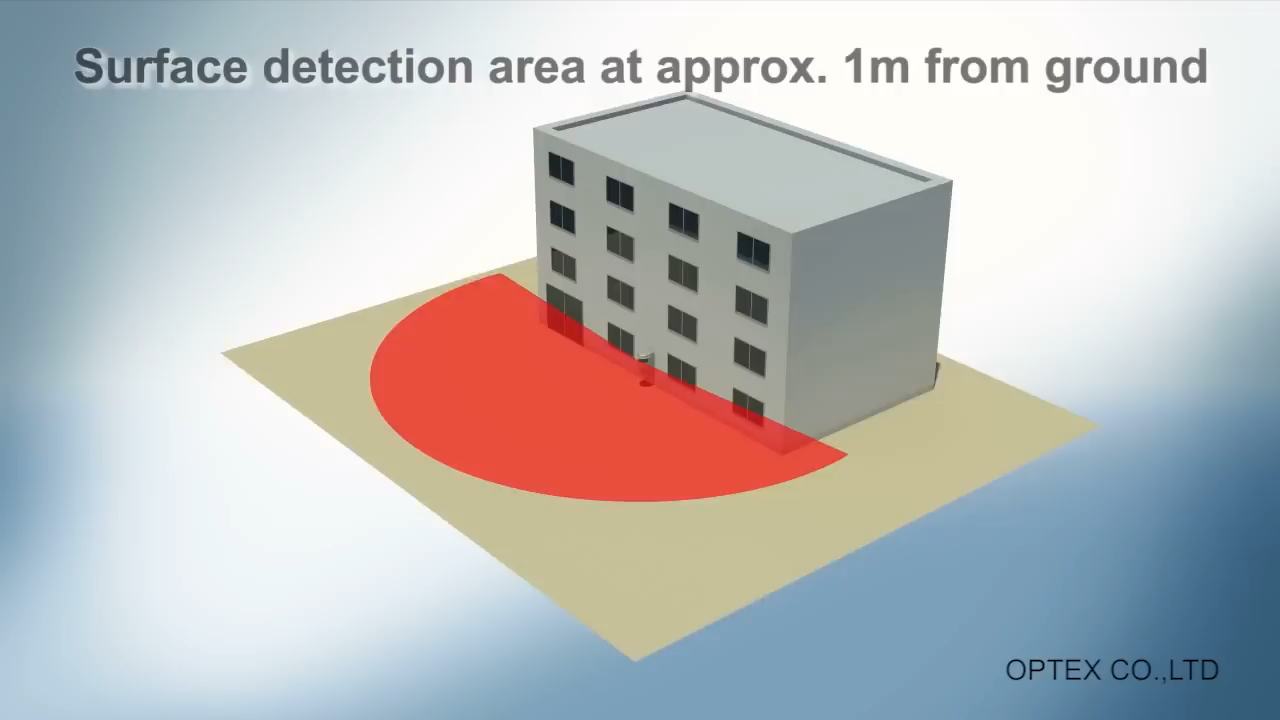 Surface detection area at approx. 1m from ground
OPTEX CO.,LTD